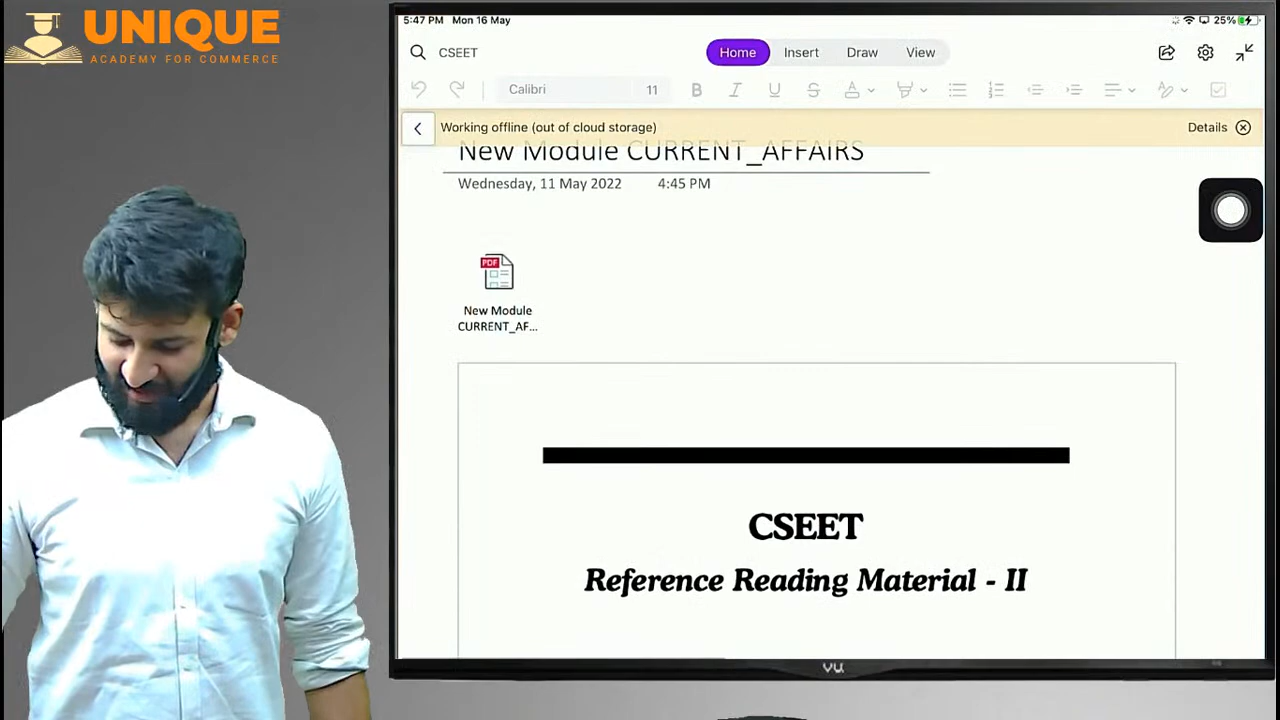 UNIQUE
ACADEMY FOR COMMERCE
5:47 PM Mon 16 May
25%
CSEET
Home Insert Draw View
Calibri 11 B I U S A
Working offline (out of cloud storage) Details
New Module CURRENT_AFFAIRS
Wednesday, 11 May 2022 4:45 PM
PDF
New Module
CURRENT_AF...
CSEET
Reference Reading Material - II
vu